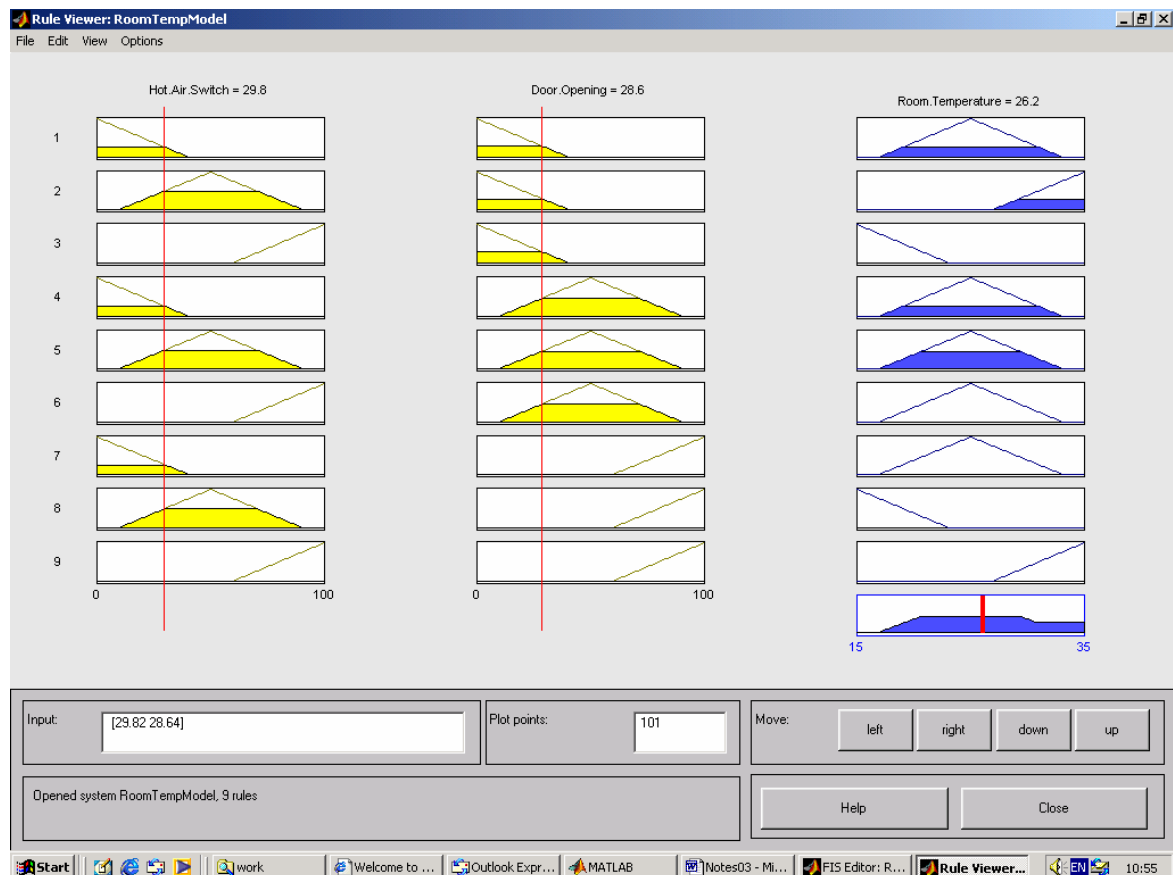 Rule Viewer: RoomTempModel
File Edit View Options
Hot.Air.Switch = 29.8
Door.Opening = 28.6
Room.Temperature = 26.2
1
2
3
4
5
6
7
8
9
0 100
0 100
15 35
Input: [29.82 28.64]
Plot points: 101
Move: left right down up
Opened system RoomTempModel, 9 rules
Help Close
Start work Welcome to ... Outlook Expr... MATLAB Notes03 - Mi... FIS Editor: R... Rule Viewer... EN 10:55